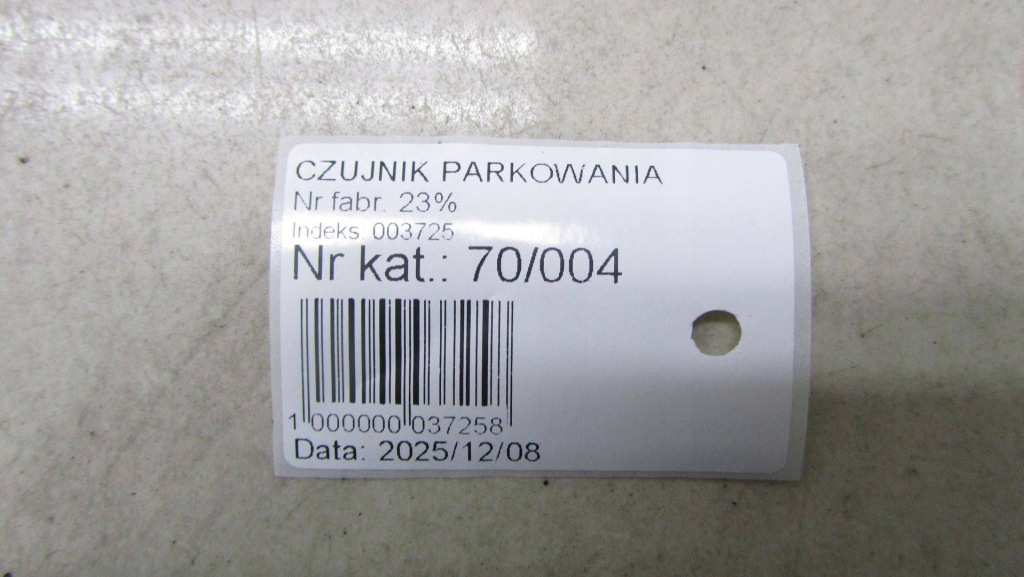 CZUJNIK PARKOWANIA
Nr fabr. 23%
Indeks: 003725
Nr kat.: 70/004
1 000000 037258
Data: 2025/12/08